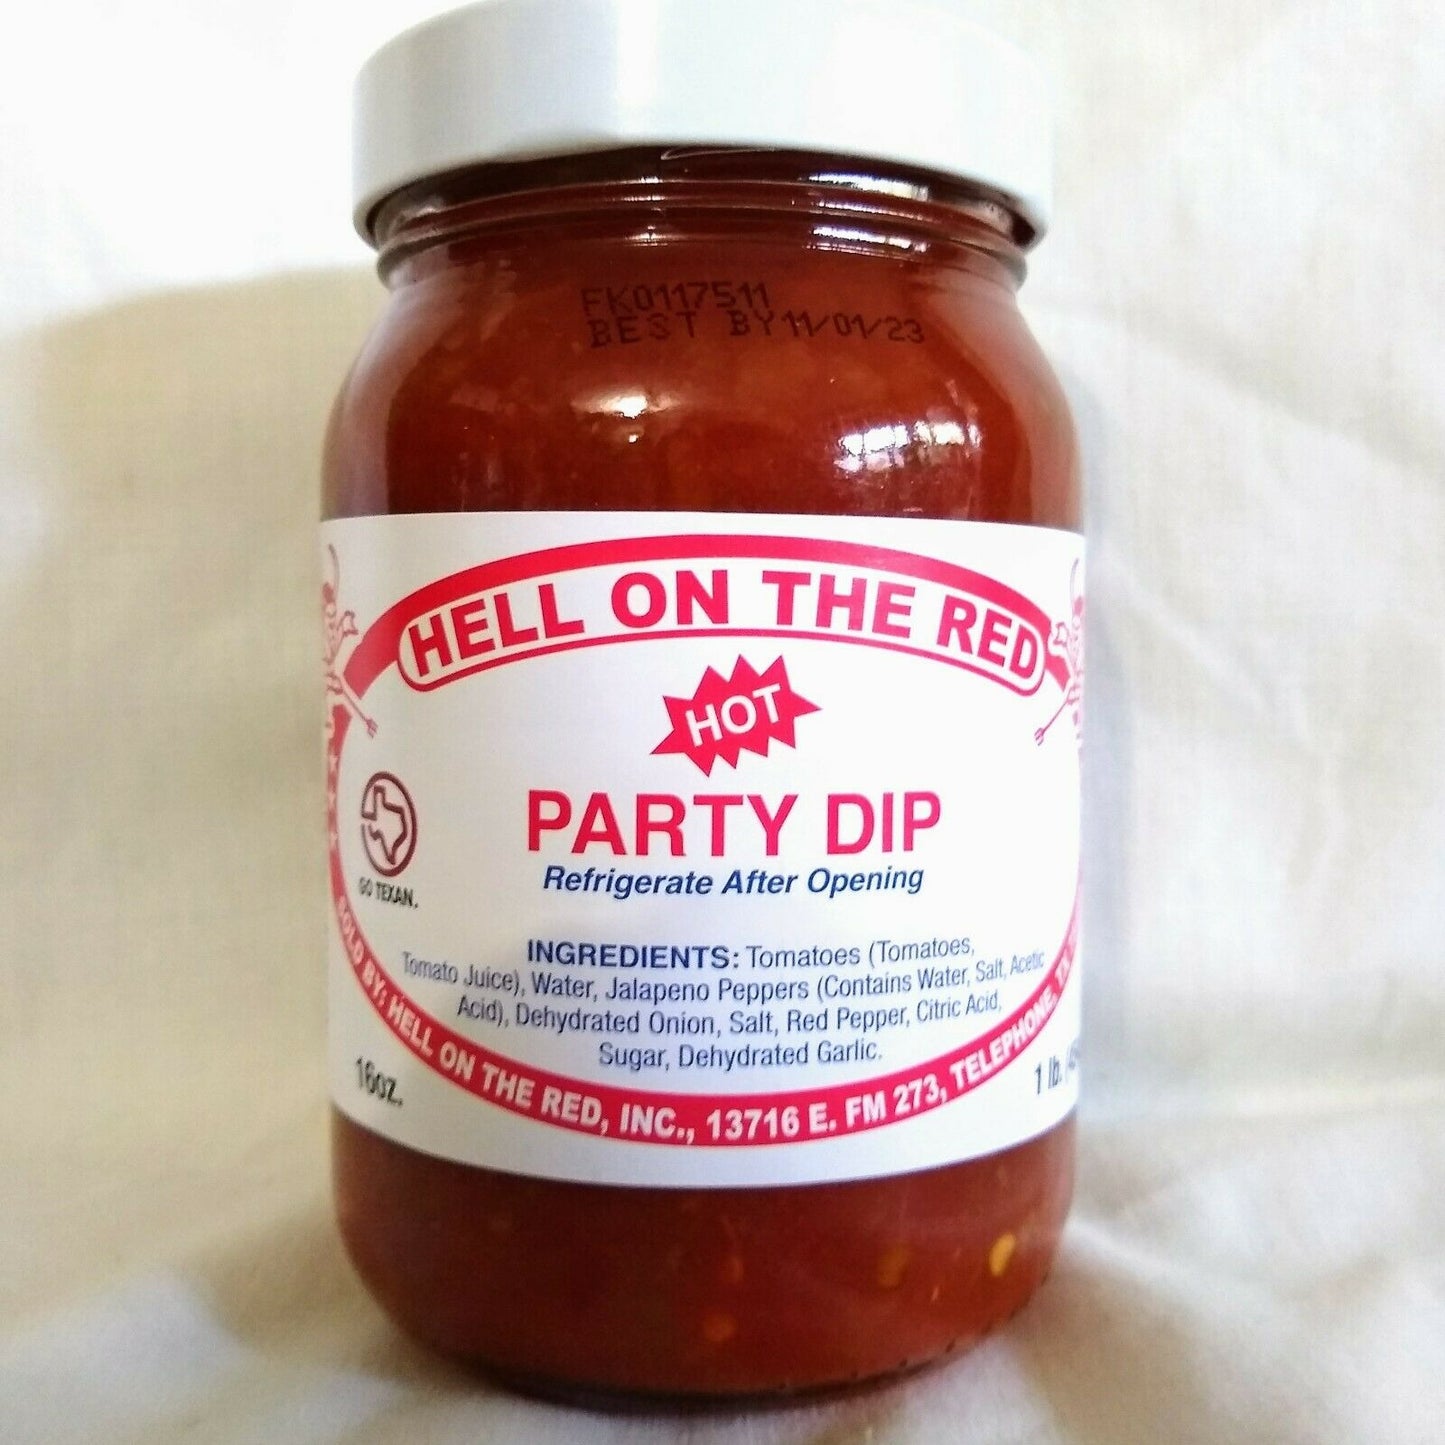 FK0117511
BEST BY 11/01/23
HELL ON THE RED
HOT
PARTY DIP
Refrigerate After Opening
GO TEXAN.
INGREDIENTS: Tomatoes (Tomatoes,
Tomato Juice), Water, Jalapeno Peppers (Contains Water, Salt, Acetic
Acid), Dehydrated Onion, Salt, Red Pepper, Citric Acid,
Sugar, Dehydrated Garlic.
16oz.
1 lb.
SOLD BY: HELL ON THE RED, INC., 13716 E. FM 273, TELEPHONE, TX